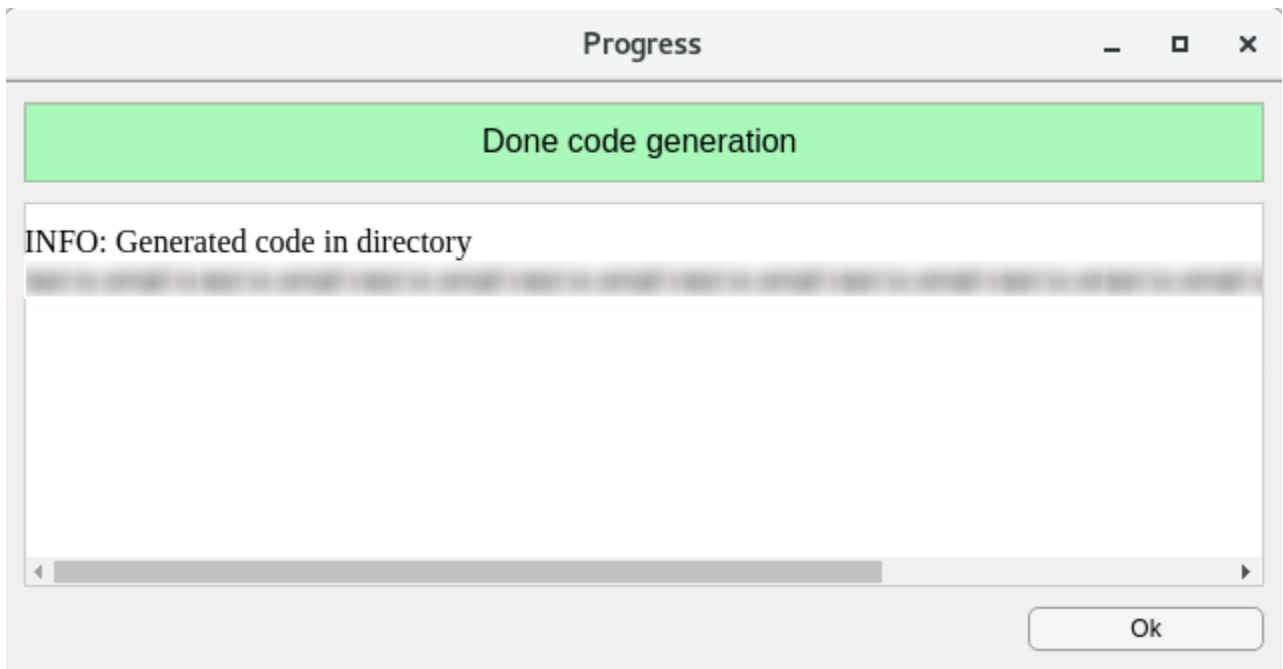 Progress
Done code generation
INFO: Generated code in directory
Ok